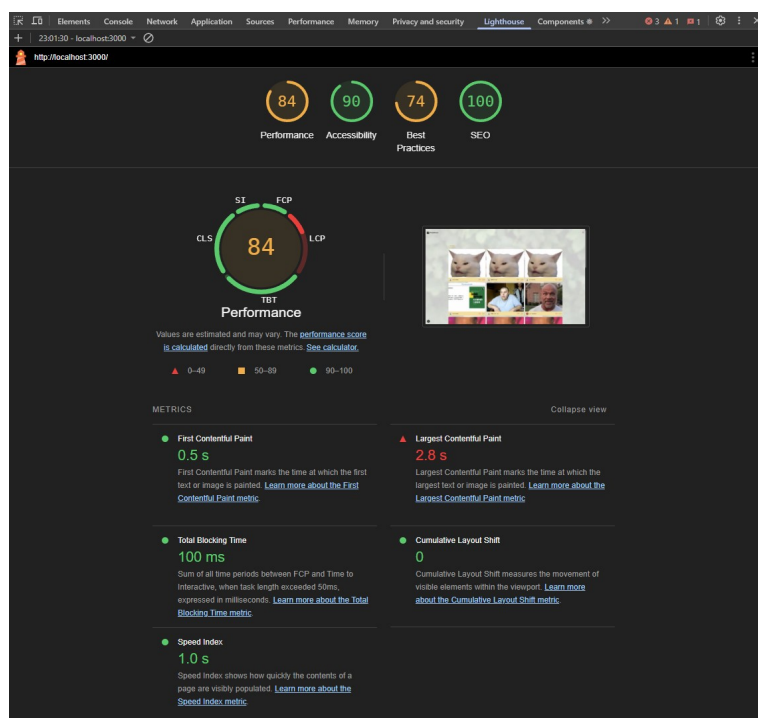 Elements Console Network Application Sources Performance Memory Privacy and security Lighthouse Components 3 1 1
23:01:30 - localhost:3000
http://localhost:3000/
84 90 74 100
Performance Accessibility Best Practices SEO
SI FCP
CLS LCP
84
TBT
Performance
Values are estimated and may vary. The performance score
is calculated directly from these metrics. See calculator.
0–49 50–89 90–100
METRICS Collapse view
First Contentful Paint
0.5 s
First Contentful Paint marks the time at which the first
text or image is painted. Learn more about the First
Contentful Paint metric.
Largest Contentful Paint
2.8 s
Largest Contentful Paint marks the time at which the
largest text or image is painted. Learn more about the
Largest Contentful Paint metric
Total Blocking Time
100 ms
Sum of all time periods between FCP and Time to
Interactive, when task length exceeded 50ms,
expressed in milliseconds. Learn more about the Total
Blocking Time metric.
Cumulative Layout Shift
0
Cumulative Layout Shift measures the movement of
visible elements within the viewport. Learn more
about the Cumulative Layout Shift metric.
Speed Index
1.0 s
Speed Index shows how quickly the contents of a
page are visibly populated. Learn more about the
Speed Index metric.